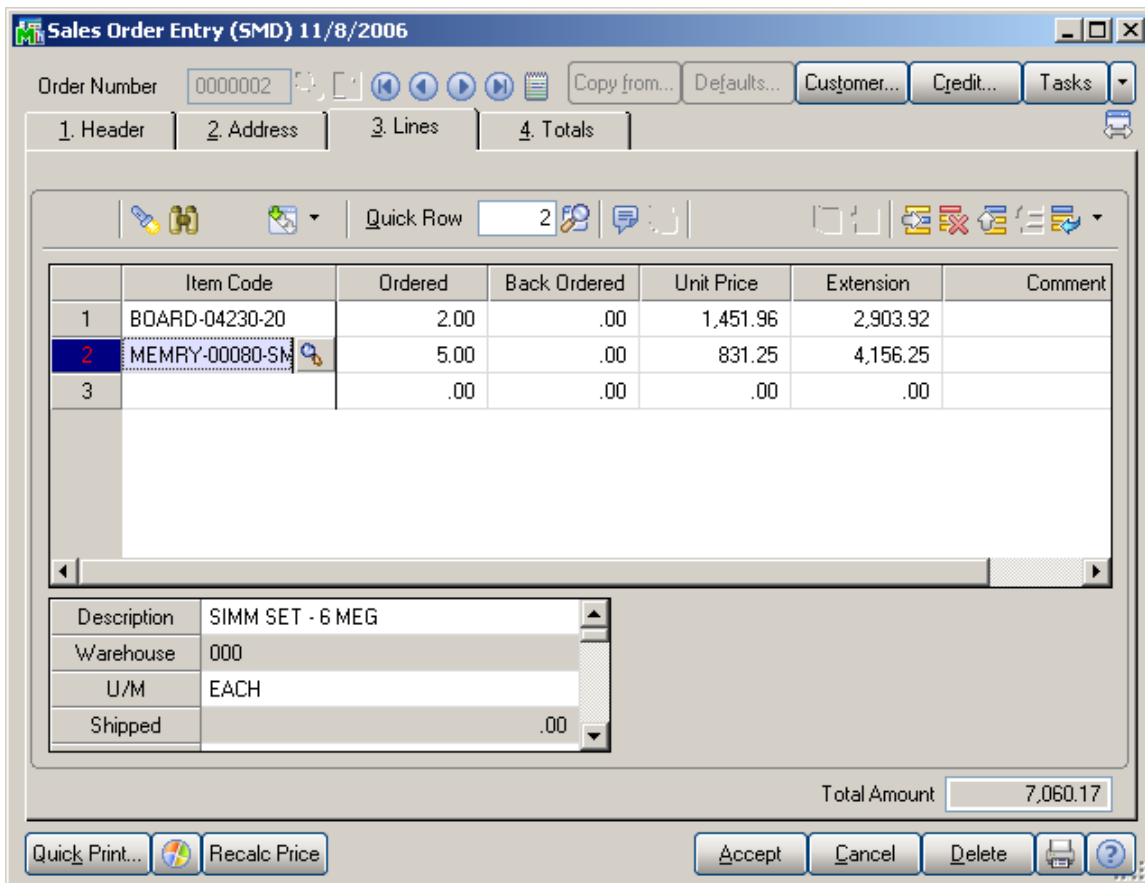 Sales Order Entry (SMD) 11/8/2006
Order Number 0000002 Copy from... Defaults... Customer... Credit... Tasks
1. Header 2. Address 3. Lines 4. Totals
Quick Row 2
Item Code Ordered Back Ordered Unit Price Extension Comment
1 BOARD-04230-20 2.00 .00 1,451.96 2,903.92
2 MEMRY-00080-SM 5.00 .00 831.25 4,156.25
3 .00 .00 .00 .00
Description SIMM SET - 6 MEG
Warehouse 000
U/M EACH
Shipped .00
Total Amount 7,060.17
Quick Print... Recalc Price Accept Cancel Delete